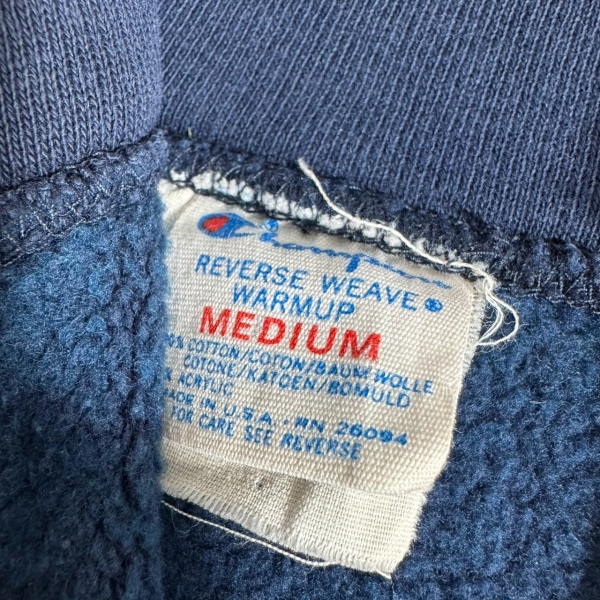 Champion
REVERSE WEAVE®
WARMUP
MEDIUM
% COTTON/COTON/BAUMWOLLE
COTONE/KATOEN/BOMULD
% ACRYLIC
MADE IN U.S.A. · RN 26094
FOR CARE SEE REVERSE